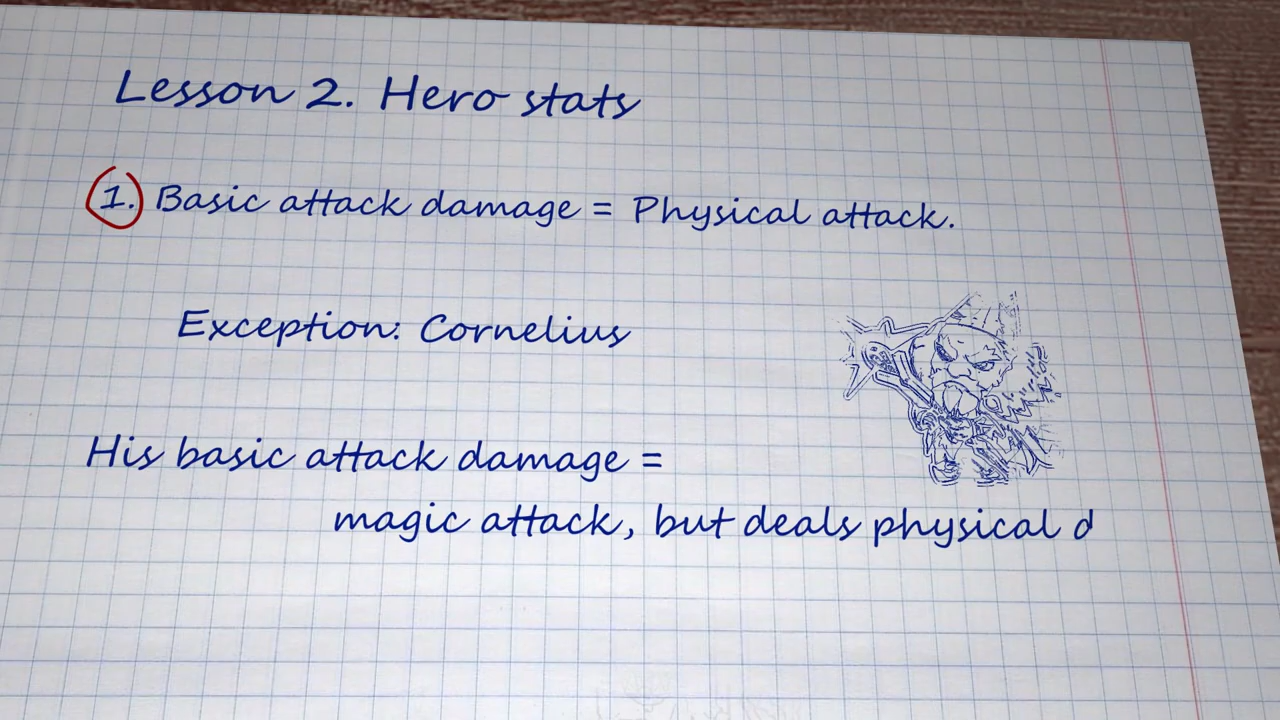 Lesson 2. Hero stats
1. Basic attack damage = Physical attack.
Exception: Cornelius
His basic attack damage =
magic attack, but deals physical d